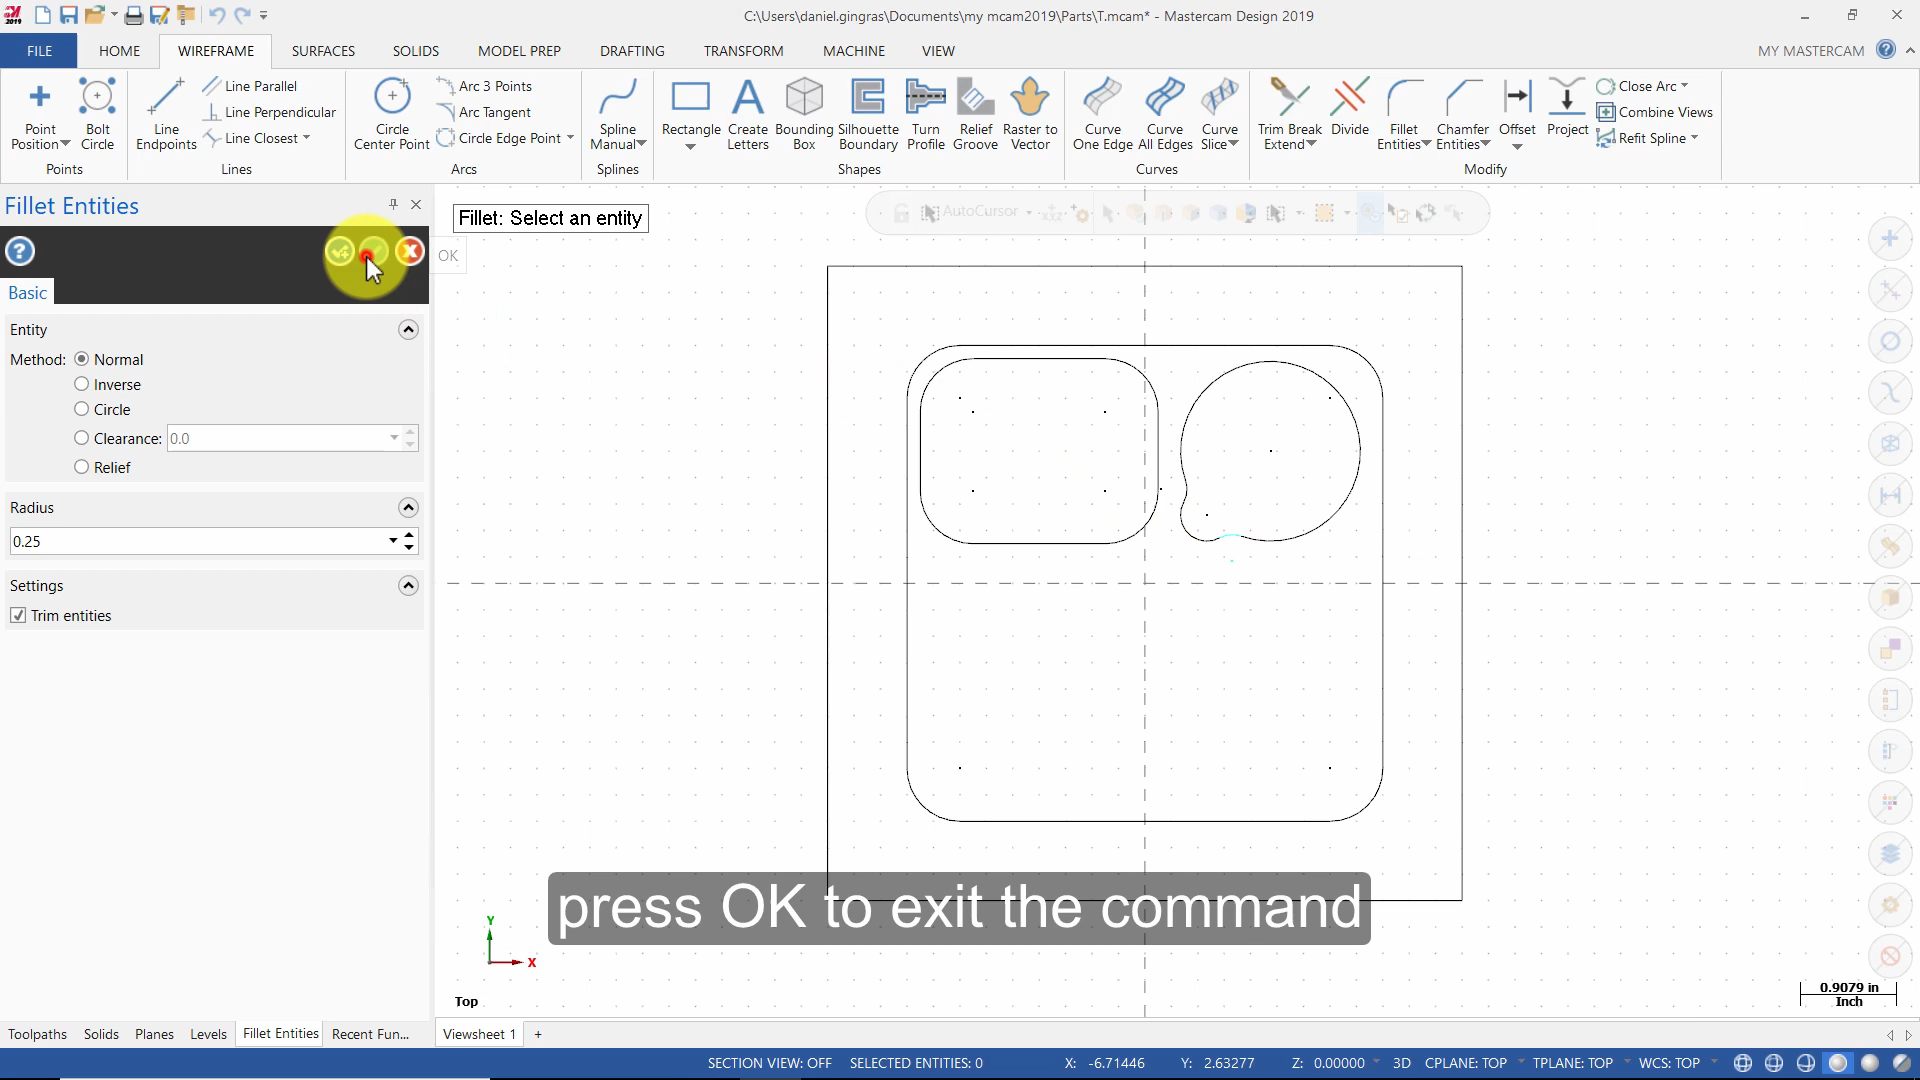 2019
C:\Users\daniel.gingras\Documents\my mcam2019\Parts\T.mcam* - Mastercam Design 2019
FILE HOME WIREFRAME SURFACES SOLIDS MODEL PREP DRAFTING TRANSFORM MACHINE VIEW MY MASTERCAM
Point Position
Bolt Circle
Points
Line Endpoints
Line Parallel
Line Perpendicular
Line Closest
Lines
Circle Center Point
Arc 3 Points
Arc Tangent
Circle Edge Point
Arcs
Spline Manual
Splines
Rectangle
Create Letters
Bounding Box
Silhouette Boundary
Turn Profile
Relief Groove
Raster to Vector
Shapes
Curve One Edge
Curve All Edges
Curve Slice
Curves
Trim Break Extend
Divide
Fillet Entities
Chamfer Entities
Offset
Project
Close Arc
Combine Views
Refit Spline
Modify
Fillet Entities
OK
Basic
Entity
Method: Normal
Inverse
Circle
Clearance: 0.0
Relief
Radius
0.25
Settings
Trim entities
Fillet: Select an entity
AutoCursor
press OK to exit the command
Y
X
Top
0.9079 in
Inch
Toolpaths Solids Planes Levels Fillet Entities Recent Fun...
Viewsheet 1 +
SECTION VIEW: OFF SELECTED ENTITIES: 0 X: -6.71446 Y: 2.63277 Z: 0.00000 3D CPLANE: TOP TPLANE: TOP WCS: TOP